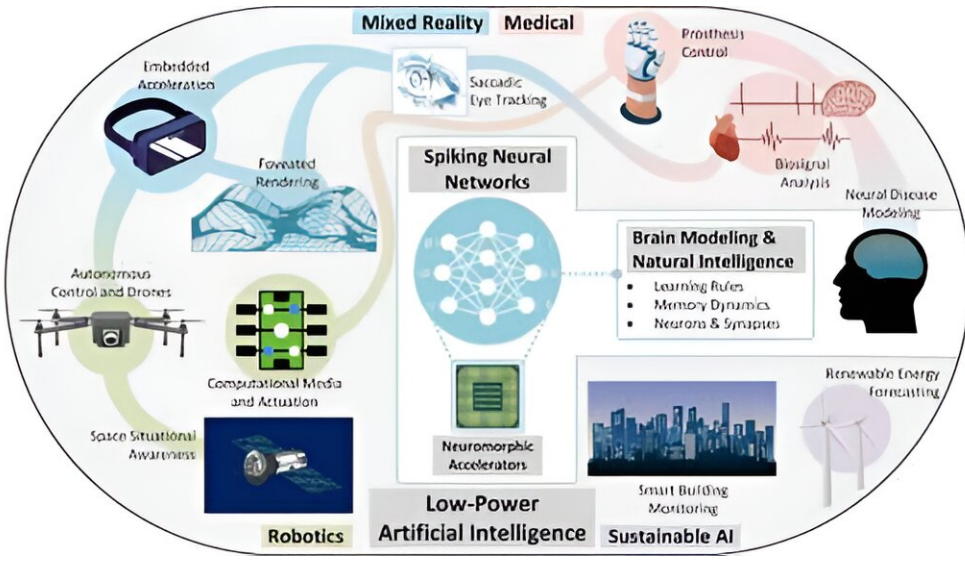 Mixed Reality
Medical
Embedded
Acceleration
Saccadic
Eye Tracking
Prosthesis
Control
Foveated
Rendering
Biosignal
Analysis
Spiking Neural
Networks
Neural Disease
Modeling
Brain Modeling &
Natural Intelligence
• Learning Rules
• Memory Dynamics
• Neurons & Synapses
Autonomous
Control and Drones
Computational Media
and Actuation
Space Situational
Awareness
Neuromorphic
Accelerators
Renewable Energy
Forecasting
Smart Building
Monitoring
Low-Power
Artificial Intelligence
Robotics
Sustainable AI